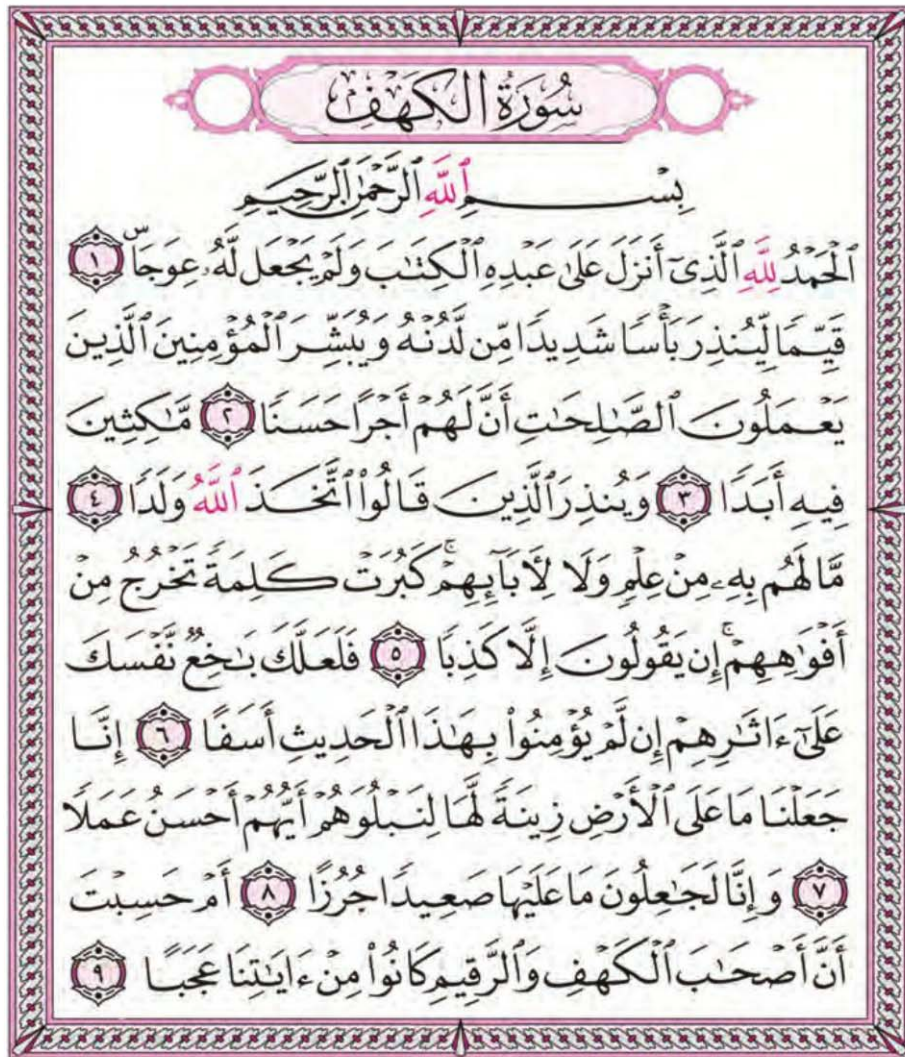 سُورَةُ الكَهْفِ
بِسْمِ ٱللَّهِ ٱلرَّحْمَٰنِ ٱلرَّحِيمِ
ٱلْحَمْدُ لِلَّهِ ٱلَّذِىٓ أَنزَلَ عَلَىٰ عَبْدِهِ ٱلْكِتَٰبَ وَلَمْ يَجْعَل لَّهُۥ عِوَجَاۜ ١
قَيِّمًا لِّيُنذِرَ بَأْسًا شَدِيدًا مِّن لَّدُنْهُ وَيُبَشِّرَ ٱلْمُؤْمِنِينَ ٱلَّذِينَ
يَعْمَلُونَ ٱلصَّٰلِحَٰتِ أَنَّ لَهُمْ أَجْرًا حَسَنًا ٢ مَّٰكِثِينَ
فِيهِ أَبَدًا ٣ وَيُنذِرَ ٱلَّذِينَ قَالُوا۟ ٱتَّخَذَ ٱللَّهُ وَلَدًا ٤
مَّا لَهُم بِهِۦ مِنْ عِلْمٍ وَلَا لِءَابَآئِهِمْۚ كَبُرَتْ كَلِمَةً تَخْرُجُ مِنْ
أَفْوَٰهِهِمْۚ إِن يَقُولُونَ إِلَّا كَذِبًا ٥ فَلَعَلَّكَ بَٰخِعٌ نَّفْسَكَ
عَلَىٰٓ ءَاثَٰرِهِمْ إِن لَّمْ يُؤْمِنُوا۟ بِهَٰذَا ٱلْحَدِيثِ أَسَفًا ٦ إِنَّا
جَعَلْنَا مَا عَلَى ٱلْأَرْضِ زِينَةً لَّهَا لِنَبْلُوَهُمْ أَيُّهُمْ أَحْسَنُ عَمَلًا
٧ وَإِنَّا لَجَٰعِلُونَ مَا عَلَيْهَا صَعِيدًا جُرُزًا ٨ أَمْ حَسِبْتَ
أَنَّ أَصْحَٰبَ ٱلْكَهْفِ وَٱلرَّقِيمِ كَانُوا۟ مِنْ ءَايَٰتِنَا عَجَبًا ٩